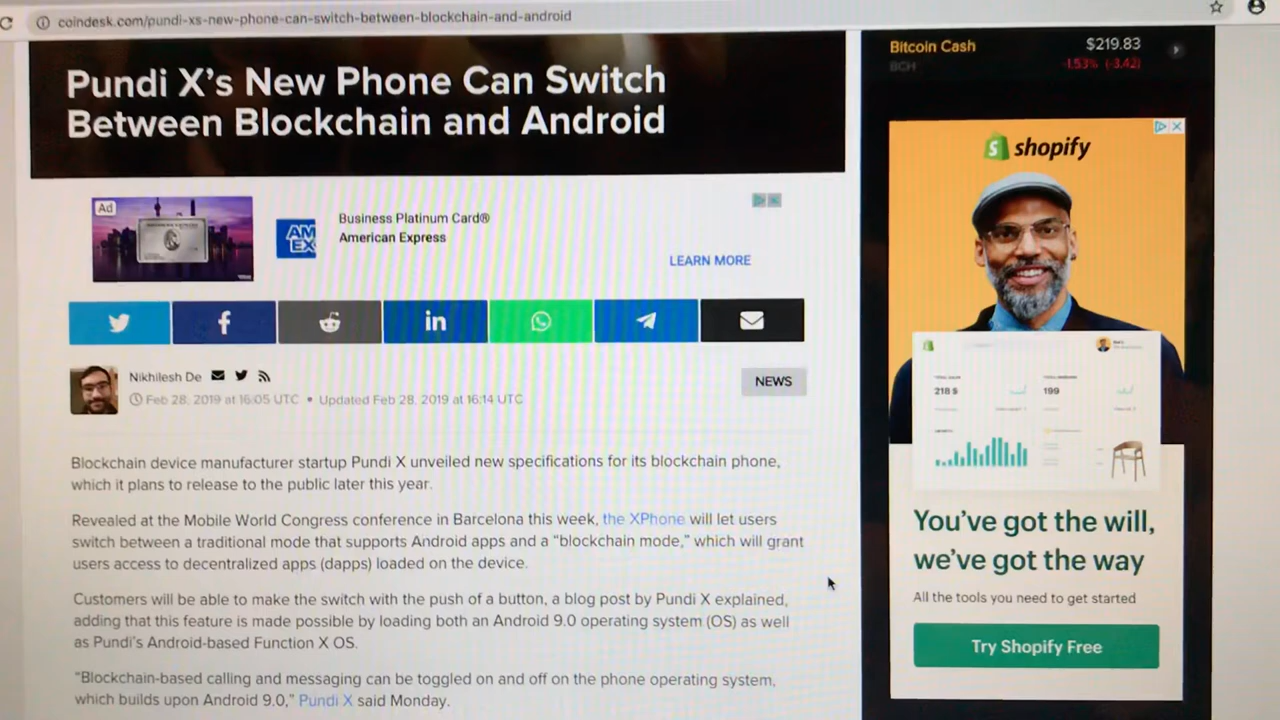 coindesk.com/pundi-xs-new-phone-can-switch-between-blockchain-and-android
Pundi X's New Phone Can Switch
Between Blockchain and Android
Ad
AM
EX
Business Platinum Card®
American Express
LEARN MORE
in
Nikhilesh De
Feb 28, 2019 at 16:05 UTC • Updated Feb 28, 2019 at 16:14 UTC
NEWS
Blockchain device manufacturer startup Pundi X unveiled new specifications for its blockchain phone,
which it plans to release to the public later this year.
Revealed at the Mobile World Congress conference in Barcelona this week, the XPhone will let users
switch between a traditional mode that supports Android apps and a “blockchain mode,” which will grant
users access to decentralized apps (dapps) loaded on the device.
Customers will be able to make the switch with the push of a button, a blog post by Pundi X explained,
adding that this feature is made possible by loading both an Android 9.0 operating system (OS) as well
as Pundi's Android-based Function X OS.
“Blockchain-based calling and messaging can be toggled on and off on the phone operating system,
which builds upon Android 9.0,” Pundi X said Monday.
Bitcoin Cash
BCH
$219.83
-1.53% (-3.42)
shopify
218 $
199
You've got the will,
we've got the way
All the tools you need to get started
Try Shopify Free